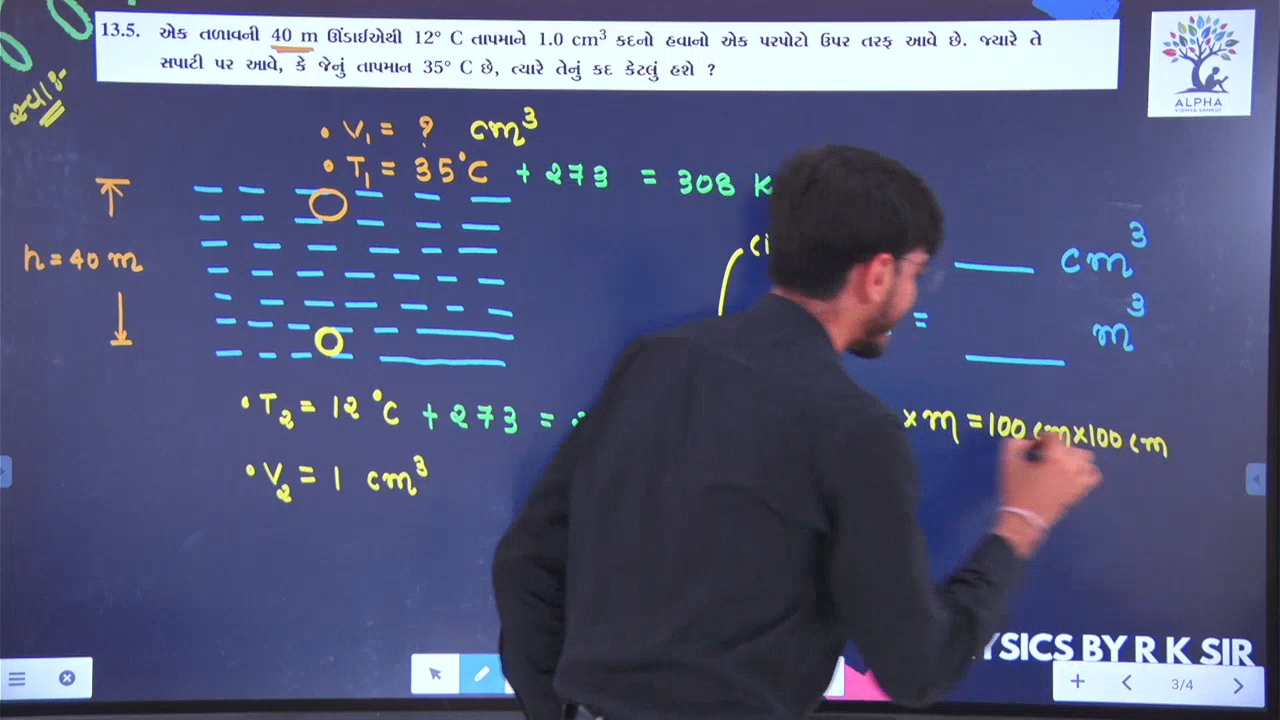 13.5. એક તળાવની 40 m ઊંડાઈએથી 12° C તાપમાને 1.0 cm³ કદનો હવાનો એક પરપોટો ઉપર તરફ આવે છે. જ્યારે તે
સપાટી પર આવે, કે જેનું તાપમાન 35° C છે, ત્યારે તેનું કદ કેટલું હશે ?
ALPHA
VIDHYA SANKUL
• V₁ = ? cm³
• T₁ = 35°C + 273 = 308 K
h = 40 m
cm³
= m³
• T₂ = 12°C + 273 =
× m = 100 cm × 100 cm
• V₂ = 1 cm³
YSICS BY R K SIR
3/4